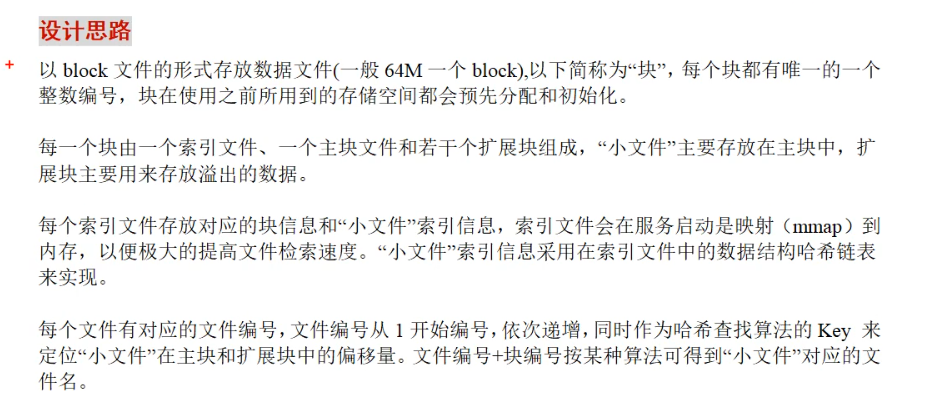 设计思路
+ 以 block 文件的形式存放数据文件(一般 64M 一个 block),以下简称为“块”，每个块都有唯一的一个
整数编号，块在使用之前所用到的存储空间都会预先分配和初始化。
每一个块由一个索引文件、一个主块文件和若干个扩展块组成，“小文件”主要存放在主块中，扩
展块主要用来存放溢出的数据。
每个索引文件存放对应的块信息和“小文件”索引信息，索引文件会在服务启动是映射（mmap）到
内存，以便极大的提高文件检索速度。“小文件”索引信息采用在索引文件中的数据结构哈希链表
来实现。
每个文件有对应的文件编号，文件编号从 1 开始编号，依次递增，同时作为哈希查找算法的 Key 来
定位“小文件”在主块和扩展块中的偏移量。文件编号+块编号按某种算法可得到“小文件”对应的文
件名。